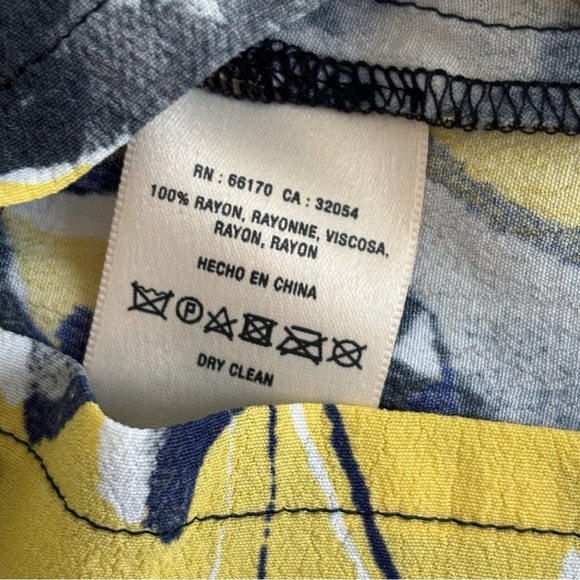 RN : 66170 CA : 32054
100% RAYON, RAYONNE, VISCOSA,
RAYON, RAYON
HECHO EN CHINA
P
DRY CLEAN